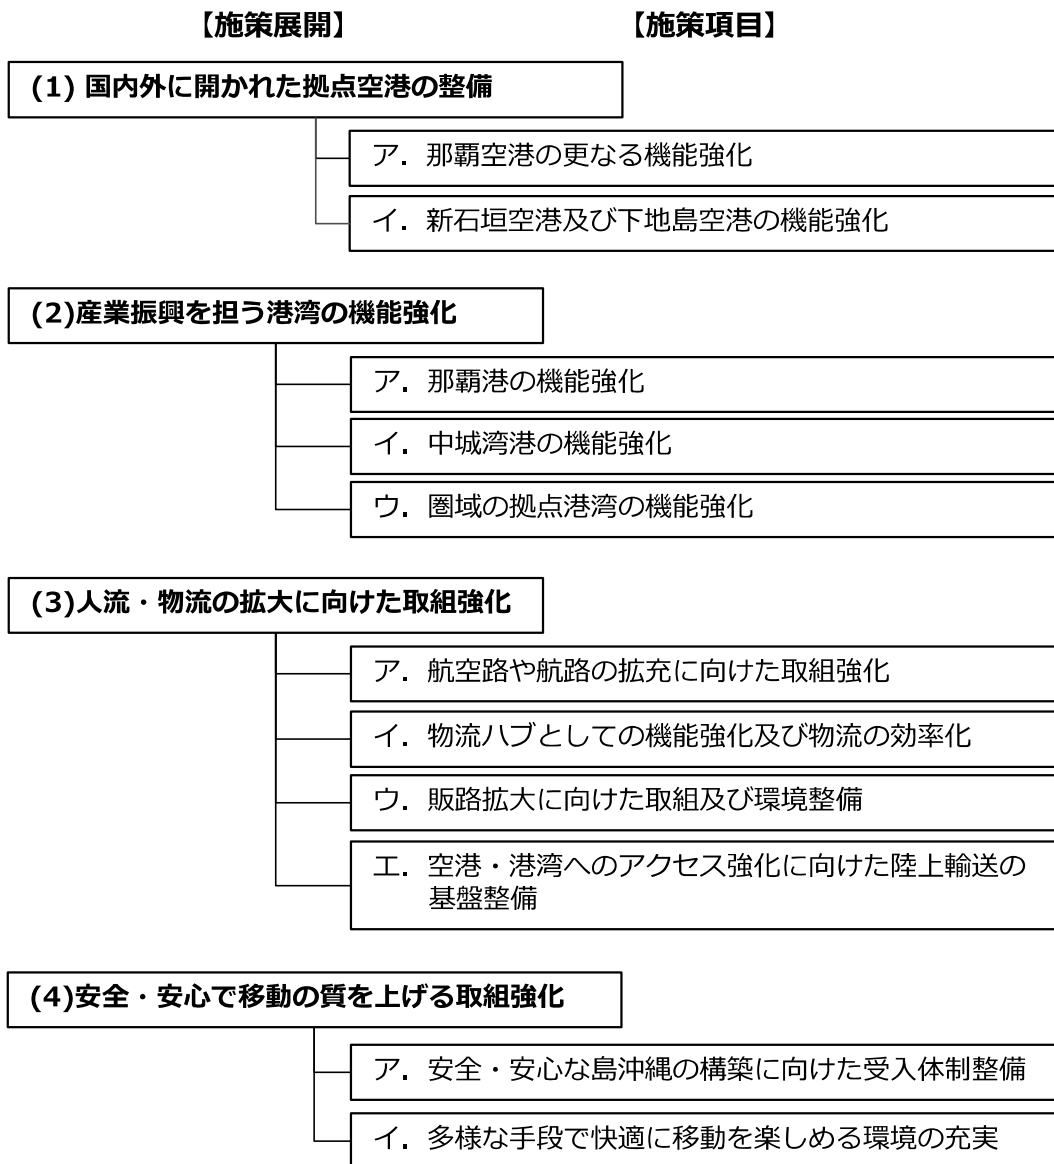 【施策展開】 【施策項目】
(1) 国内外に開かれた拠点空港の整備
ア．那覇空港の更なる機能強化
イ．新石垣空港及び下地島空港の機能強化
(2)産業振興を担う港湾の機能強化
ア．那覇港の機能強化
イ．中城湾港の機能強化
ウ．圏域の拠点港湾の機能強化
(3)人流・物流の拡大に向けた取組強化
ア．航空路や航路の拡充に向けた取組強化
イ．物流ハブとしての機能強化及び物流の効率化
ウ．販路拡大に向けた取組及び環境整備
エ．空港・港湾へのアクセス強化に向けた陸上輸送の
基盤整備
(4)安全・安心で移動の質を上げる取組強化
ア．安全・安心な島沖縄の構築に向けた受入体制整備
イ．多様な手段で快適に移動を楽しめる環境の充実